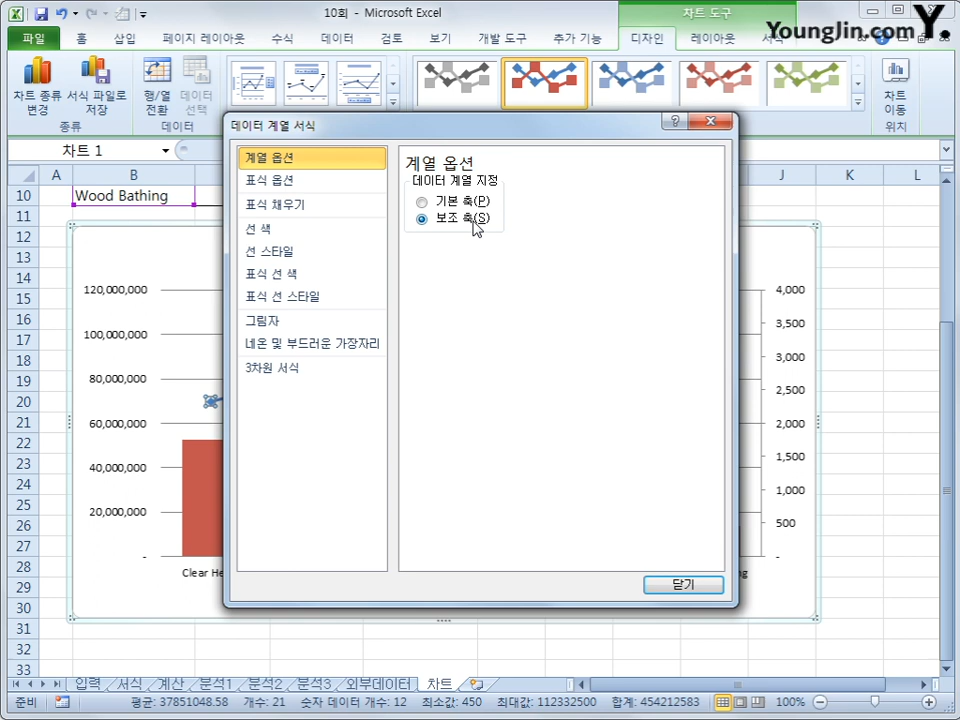 10회 - Microsoft Excel
차트 도구
Younglin.com Y.
파일 홈 삽입 페이지 레이아웃 수식 데이터 검토 보기 개발 도구 추가 기능 디자인 레이아웃 서식
차트 종류 변경
서식 파일로 저장
행/열 전환
데이터 선택
차트 이동
종류
데이터
위치
차트 1
A B J K L
10 Wood Bathing
11
12
13
14
15
16
17
18
19
20
21
22
23
24
25
26
27
28
29
30
31
32
33
120,000,000
100,000,000
80,000,000
60,000,000
40,000,000
20,000,000
-
Clear He
4,000
3,500
3,000
2,500
2,000
1,500
1,000
500
-
데이터 계열 서식
계열 옵션
표식 옵션
표식 채우기
선 색
선 스타일
표식 선 색
표식 선 스타일
그림자
네온 및 부드러운 가장자리
3차원 서식
계열 옵션
데이터 계열 지정
기본 축(P)
보조 축(S)
닫기
입력 서식 계산 분석1 분석2 분석3 외부데이터 차트
준비 평균: 37851048.58 개수: 21 숫자 데이터 개수: 12 최소값: 450 최대값: 112332500 합계: 454212583 100%